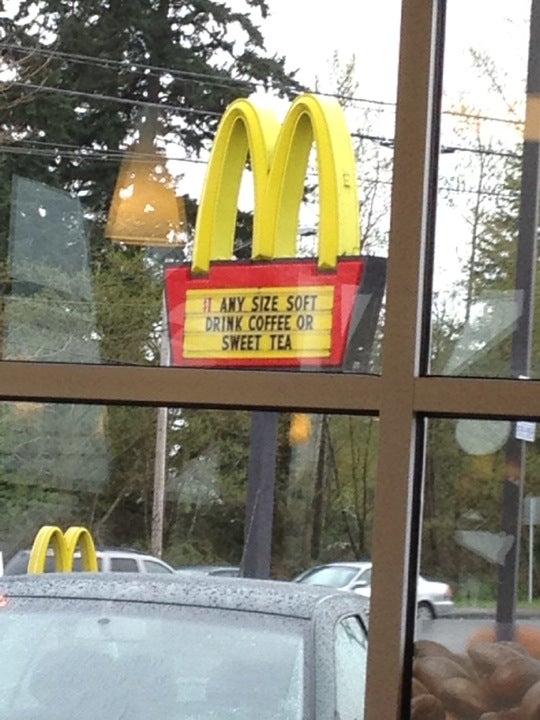 $1 ANY SIZE SOFT
DRINK COFFEE OR
SWEET TEA